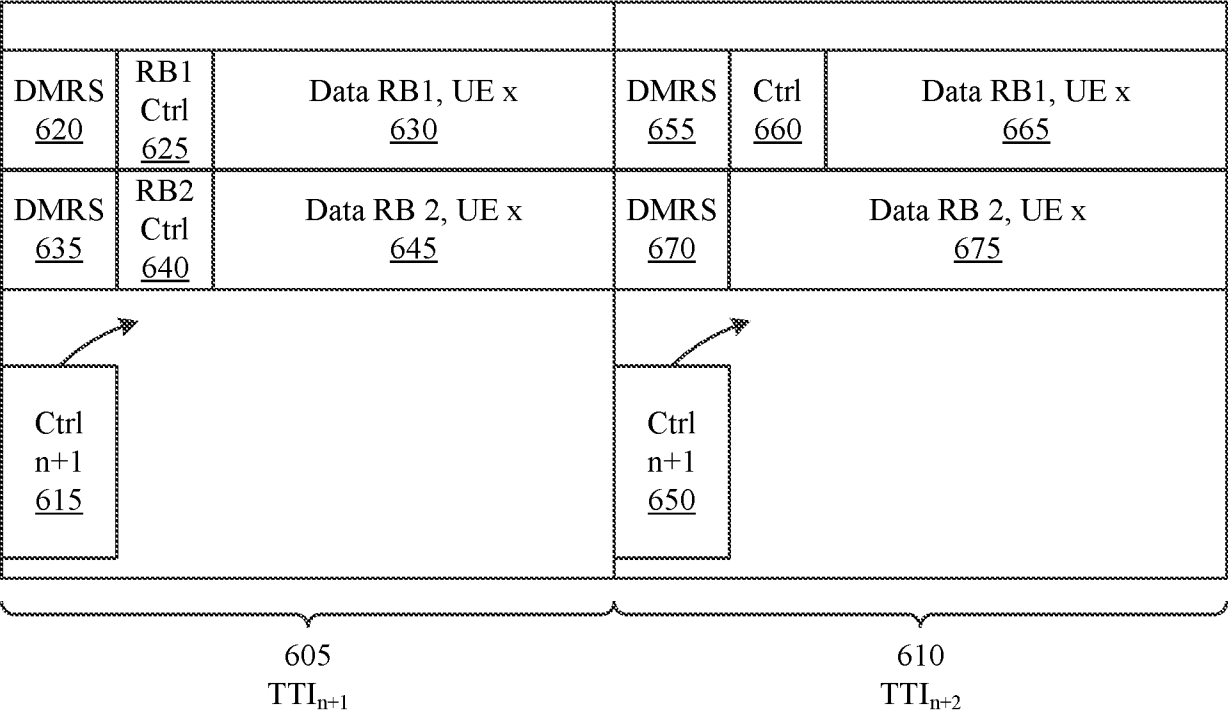 DMRS
620
RB1
Ctrl
625
Data RB1, UE x
630
DMRS
655
Ctrl
660
Data RB1, UE x
665
DMRS
635
RB2
Ctrl
640
Data RB 2, UE x
645
DMRS
670
Data RB 2, UE x
675
Ctrl
n+1
615
Ctrl
n+1
650
605
TTIn+1
610
TTIn+2